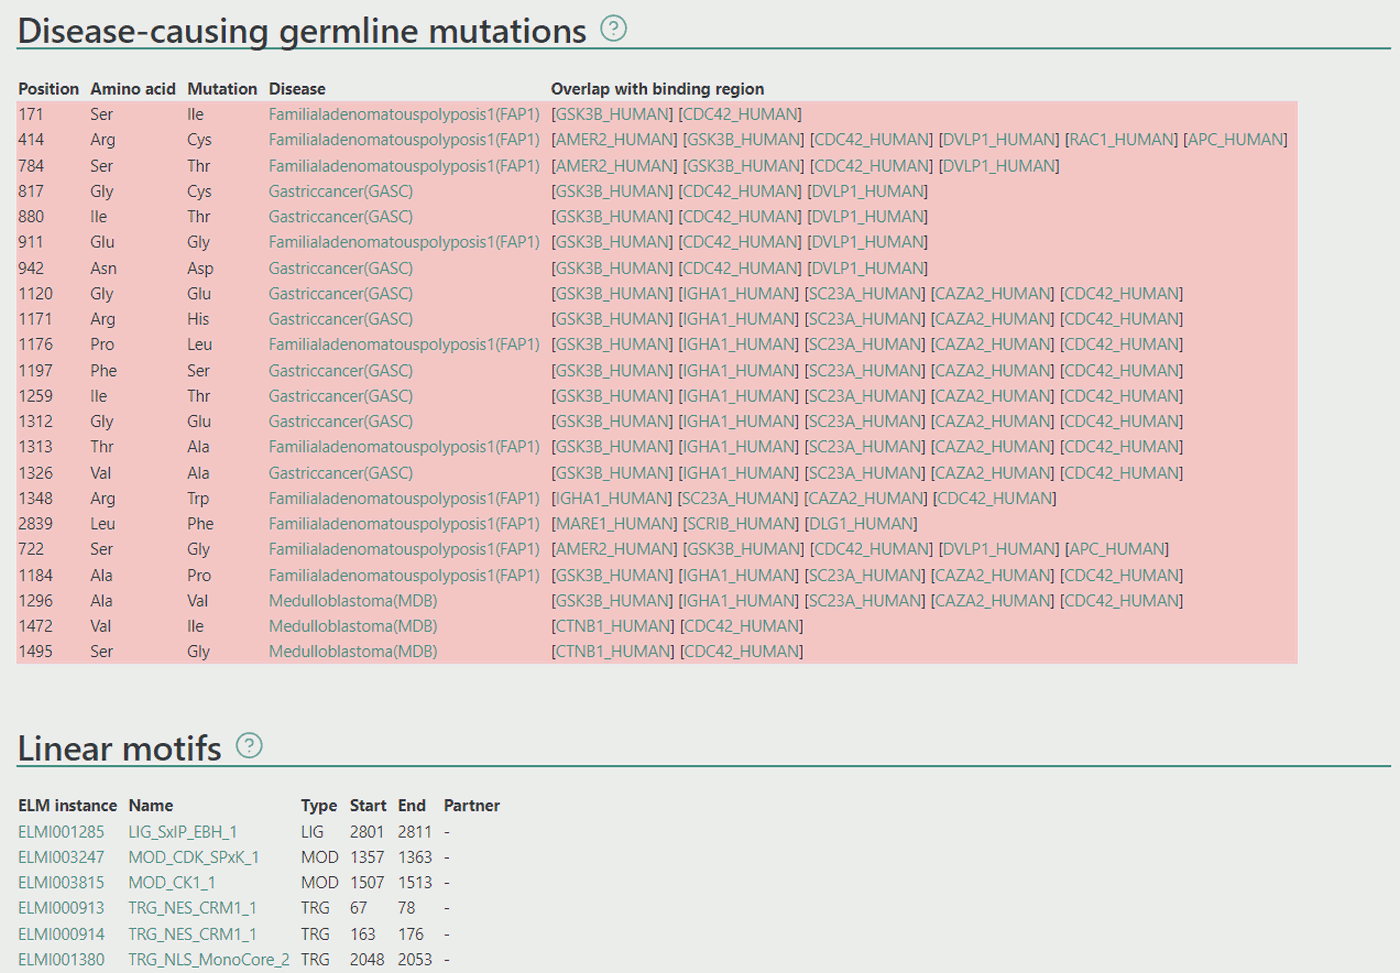 Disease-causing germline mutations ?
Position Amino acid Mutation Disease Overlap with binding region
171 Ser Ile Familialadenomatouspolyposis1(FAP1) [GSK3B_HUMAN] [CDC42_HUMAN]
414 Arg Cys Familialadenomatouspolyposis1(FAP1) [AMER2_HUMAN] [GSK3B_HUMAN] [CDC42_HUMAN] [DVLP1_HUMAN] [RAC1_HUMAN] [APC_HUMAN]
784 Ser Thr Familialadenomatouspolyposis1(FAP1) [AMER2_HUMAN] [GSK3B_HUMAN] [CDC42_HUMAN] [DVLP1_HUMAN]
817 Gly Cys Gastriccancer(GASC) [GSK3B_HUMAN] [CDC42_HUMAN] [DVLP1_HUMAN]
880 Ile Thr Gastriccancer(GASC) [GSK3B_HUMAN] [CDC42_HUMAN] [DVLP1_HUMAN]
911 Glu Gly Familialadenomatouspolyposis1(FAP1) [GSK3B_HUMAN] [CDC42_HUMAN] [DVLP1_HUMAN]
942 Asn Asp Gastriccancer(GASC) [GSK3B_HUMAN] [CDC42_HUMAN] [DVLP1_HUMAN]
1120 Gly Glu Gastriccancer(GASC) [GSK3B_HUMAN] [IGHA1_HUMAN] [SC23A_HUMAN] [CAZA2_HUMAN] [CDC42_HUMAN]
1171 Arg His Gastriccancer(GASC) [GSK3B_HUMAN] [IGHA1_HUMAN] [SC23A_HUMAN] [CAZA2_HUMAN] [CDC42_HUMAN]
1176 Pro Leu Familialadenomatouspolyposis1(FAP1) [GSK3B_HUMAN] [IGHA1_HUMAN] [SC23A_HUMAN] [CAZA2_HUMAN] [CDC42_HUMAN]
1197 Phe Ser Gastriccancer(GASC) [GSK3B_HUMAN] [IGHA1_HUMAN] [SC23A_HUMAN] [CAZA2_HUMAN] [CDC42_HUMAN]
1259 Ile Thr Gastriccancer(GASC) [GSK3B_HUMAN] [IGHA1_HUMAN] [SC23A_HUMAN] [CAZA2_HUMAN] [CDC42_HUMAN]
1312 Gly Glu Gastriccancer(GASC) [GSK3B_HUMAN] [IGHA1_HUMAN] [SC23A_HUMAN] [CAZA2_HUMAN] [CDC42_HUMAN]
1313 Thr Ala Familialadenomatouspolyposis1(FAP1) [GSK3B_HUMAN] [IGHA1_HUMAN] [SC23A_HUMAN] [CAZA2_HUMAN] [CDC42_HUMAN]
1326 Val Ala Gastriccancer(GASC) [GSK3B_HUMAN] [IGHA1_HUMAN] [SC23A_HUMAN] [CAZA2_HUMAN] [CDC42_HUMAN]
1348 Arg Trp Familialadenomatouspolyposis1(FAP1) [IGHA1_HUMAN] [SC23A_HUMAN] [CAZA2_HUMAN] [CDC42_HUMAN]
2839 Leu Phe Familialadenomatouspolyposis1(FAP1) [MARE1_HUMAN] [SCRIB_HUMAN] [DLG1_HUMAN]
722 Ser Gly Familialadenomatouspolyposis1(FAP1) [AMER2_HUMAN] [GSK3B_HUMAN] [CDC42_HUMAN] [DVLP1_HUMAN] [APC_HUMAN]
1184 Ala Pro Familialadenomatouspolyposis1(FAP1) [GSK3B_HUMAN] [IGHA1_HUMAN] [SC23A_HUMAN] [CAZA2_HUMAN] [CDC42_HUMAN]
1296 Ala Val Medulloblastoma(MDB) [GSK3B_HUMAN] [IGHA1_HUMAN] [SC23A_HUMAN] [CAZA2_HUMAN] [CDC42_HUMAN]
1472 Val Ile Medulloblastoma(MDB) [CTNB1_HUMAN] [CDC42_HUMAN]
1495 Ser Gly Medulloblastoma(MDB) [CTNB1_HUMAN] [CDC42_HUMAN]
Linear motifs ?
ELM instance Name Type Start End Partner
ELMI001285 LIG_SxIP_EBH_1 LIG 2801 2811 -
ELMI003247 MOD_CDK_SPxK_1 MOD 1357 1363 -
ELMI003815 MOD_CK1_1 MOD 1507 1513 -
ELMI000913 TRG_NES_CRM1_1 TRG 67 78 -
ELMI000914 TRG_NES_CRM1_1 TRG 163 176 -
ELMI001380 TRG_NLS_MonoCore_2 TRG 2048 2053 -